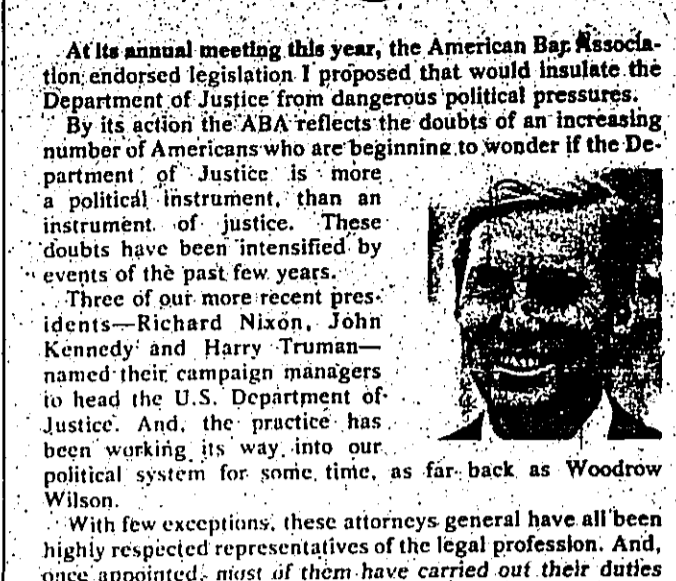 At its annual meeting this year, the American Bar Associa-
tion endorsed legislation I proposed that would insulate the
Department of Justice from dangerous political pressures.
By its action the ABA reflects the doubts of an increasing
number of Americans who are beginning to wonder if the De-
partment of Justice is more
a political instrument, than an
instrument of justice. These
doubts have been intensified by
events of the past few years.
Three of our more recent pres-
idents—Richard Nixon, John
Kennedy and Harry Truman—
named their campaign managers
to head the U.S. Department of
Justice. And, the practice has
been working its way into our
political system for some time, as far back as Woodrow
Wilson.
With few exceptions, these attorneys general have all been
highly respected representatives of the legal profession. And,
once appointed, most of them have carried out their duties